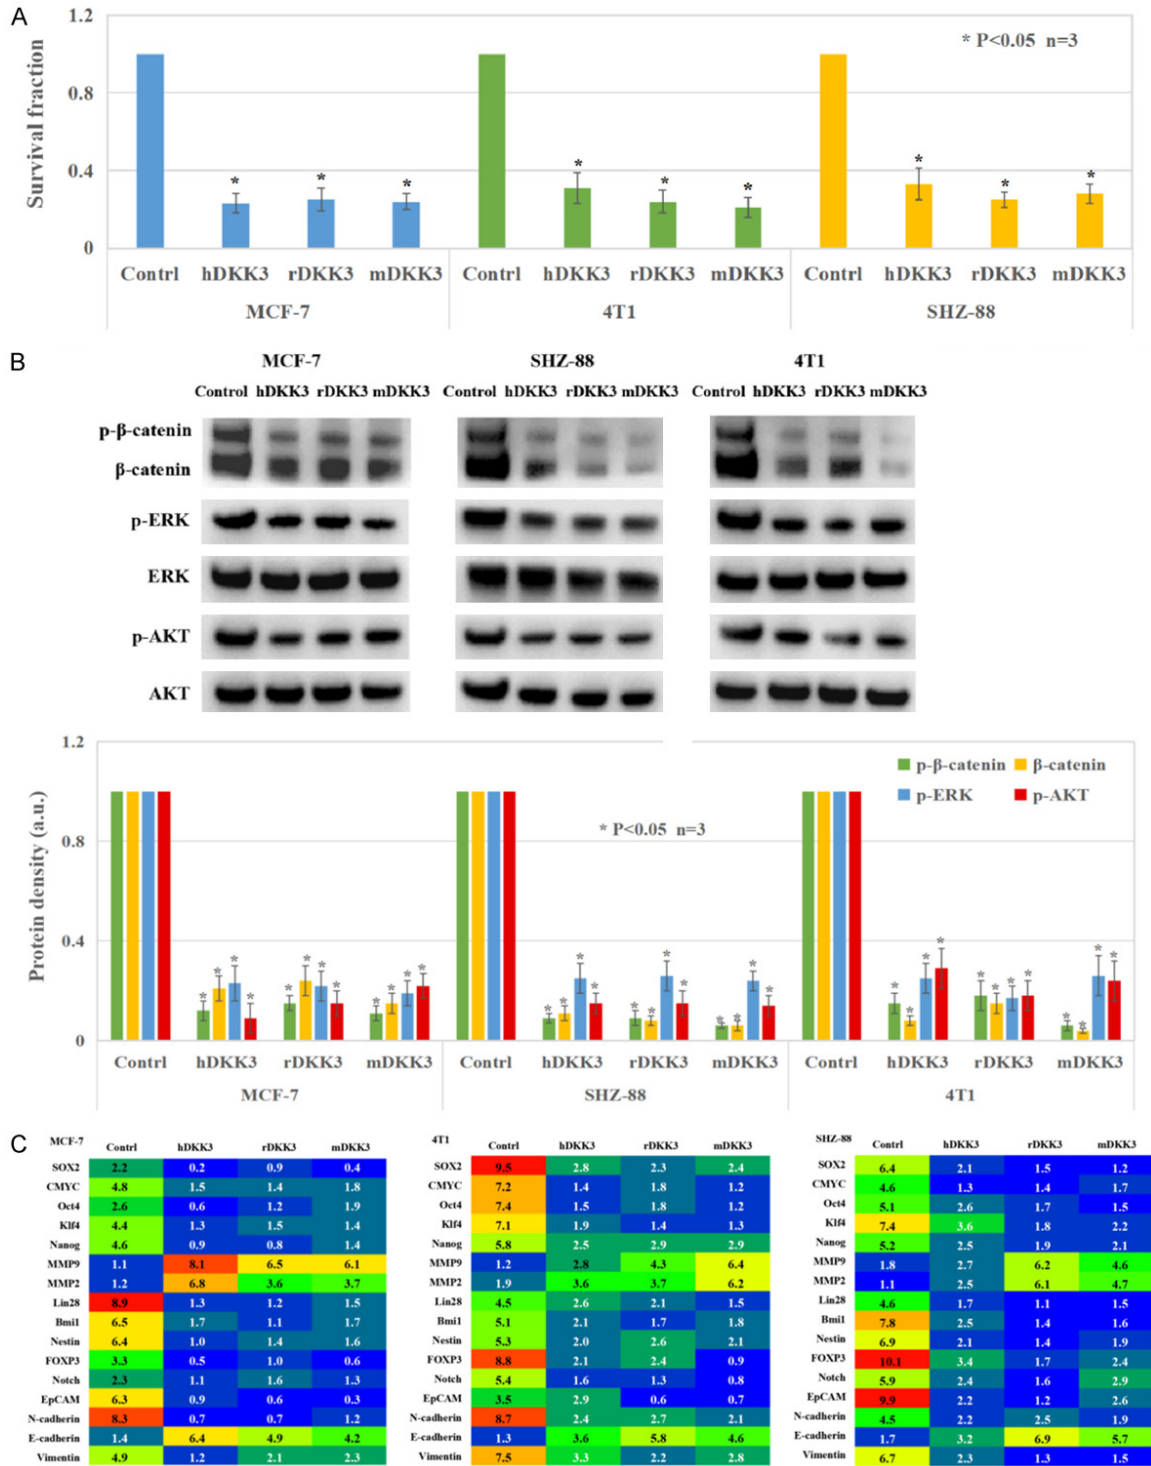 A
1.2
0.8
0.4
0
Survival fraction
* P<0.05 n=3
* * * * * * * * *
Contrl hDKK3 rDKK3 mDKK3 Contrl hDKK3 rDKK3 mDKK3 Contrl hDKK3 rDKK3 mDKK3
MCF-7 4T1 SHZ-88
B
MCF-7 SHZ-88 4T1
Control hDKK3 rDKK3 mDKK3 Control hDKK3 rDKK3 mDKK3 Control hDKK3 rDKK3 mDKK3
p-β-catenin
β-catenin
p-ERK
ERK
p-AKT
AKT
1.2
0.8
0.4
0
Protein density (a.u.)
p-β-catenin β-catenin
p-ERK p-AKT
* P<0.05 n=3
* * * * * * * * * * * * * * * * * * * * * * * * * * * * * * * * * * * *
Contrl hDKK3 rDKK3 mDKK3 Contrl hDKK3 rDKK3 mDKK3 Contrl hDKK3 rDKK3 mDKK3
MCF-7 SHZ-88 4T1
C
MCF-7 Contrl hDKK3 rDKK3 mDKK3
SOX2 2.2 0.2 0.9 0.4
CMYC 4.8 1.5 1.4 1.8
Oct4 2.6 0.6 1.2 1.9
Klf4 4.4 1.3 1.5 1.4
Nanog 4.6 0.9 0.8 1.4
MMP9 1.1 8.1 6.5 6.1
MMP2 1.2 6.8 3.6 3.7
Lin28 8.9 1.3 1.2 1.5
Bmi1 6.5 1.7 1.1 1.7
Nestin 6.4 1.0 1.4 1.6
FOXP3 3.3 0.5 1.0 0.6
Notch 2.3 1.1 1.6 1.3
EpCAM 6.3 0.9 0.6 0.3
N-cadherin 8.3 0.7 0.7 1.2
E-cadherin 1.4 6.4 4.9 4.2
Vimentin 4.9 1.2 2.1 2.3
4T1 Contrl hDKK3 rDKK3 mDKK3
SOX2 9.5 2.8 2.3 2.4
CMYC 7.2 1.4 1.8 1.2
Oct4 7.4 1.5 1.8 1.2
Klf4 7.1 1.9 1.4 1.3
Nanog 5.8 2.5 2.9 2.9
MMP9 1.2 2.8 4.3 6.4
MMP2 1.9 3.6 3.7 6.2
Lin28 4.5 2.6 2.1 1.5
Bmi1 5.1 2.1 1.7 1.8
Nestin 5.3 2.0 2.6 2.1
FOXP3 8.8 2.1 2.4 0.9
Notch 5.4 1.6 1.3 0.8
EpCAM 3.5 2.9 0.6 0.7
N-cadherin 8.7 2.4 2.7 2.1
E-cadherin 1.3 3.6 5.8 4.6
Vimentin 7.5 3.3 2.2 2.8
SHZ-88 Contrl hDKK3 rDKK3 mDKK3
SOX2 6.4 2.1 1.5 1.2
CMYC 4.6 1.3 1.4 1.7
Oct4 5.1 2.6 1.7 1.5
Klf4 7.4 3.6 1.8 2.2
Nanog 5.2 2.5 1.9 2.1
MMP9 1.8 2.7 6.2 4.6
MMP2 1.1 2.5 6.1 4.7
Lin28 4.6 1.7 1.1 1.5
Bmi1 7.8 2.5 1.4 1.6
Nestin 6.9 2.1 1.4 1.9
FOXP3 10.1 3.4 1.7 2.4
Notch 5.9 2.4 1.6 2.9
EpCAM 9.9 2.2 1.2 2.6
N-cadherin 4.5 2.2 2.5 1.9
E-cadherin 1.7 3.2 6.9 5.7
Vimentin 6.7 2.3 1.3 1.5